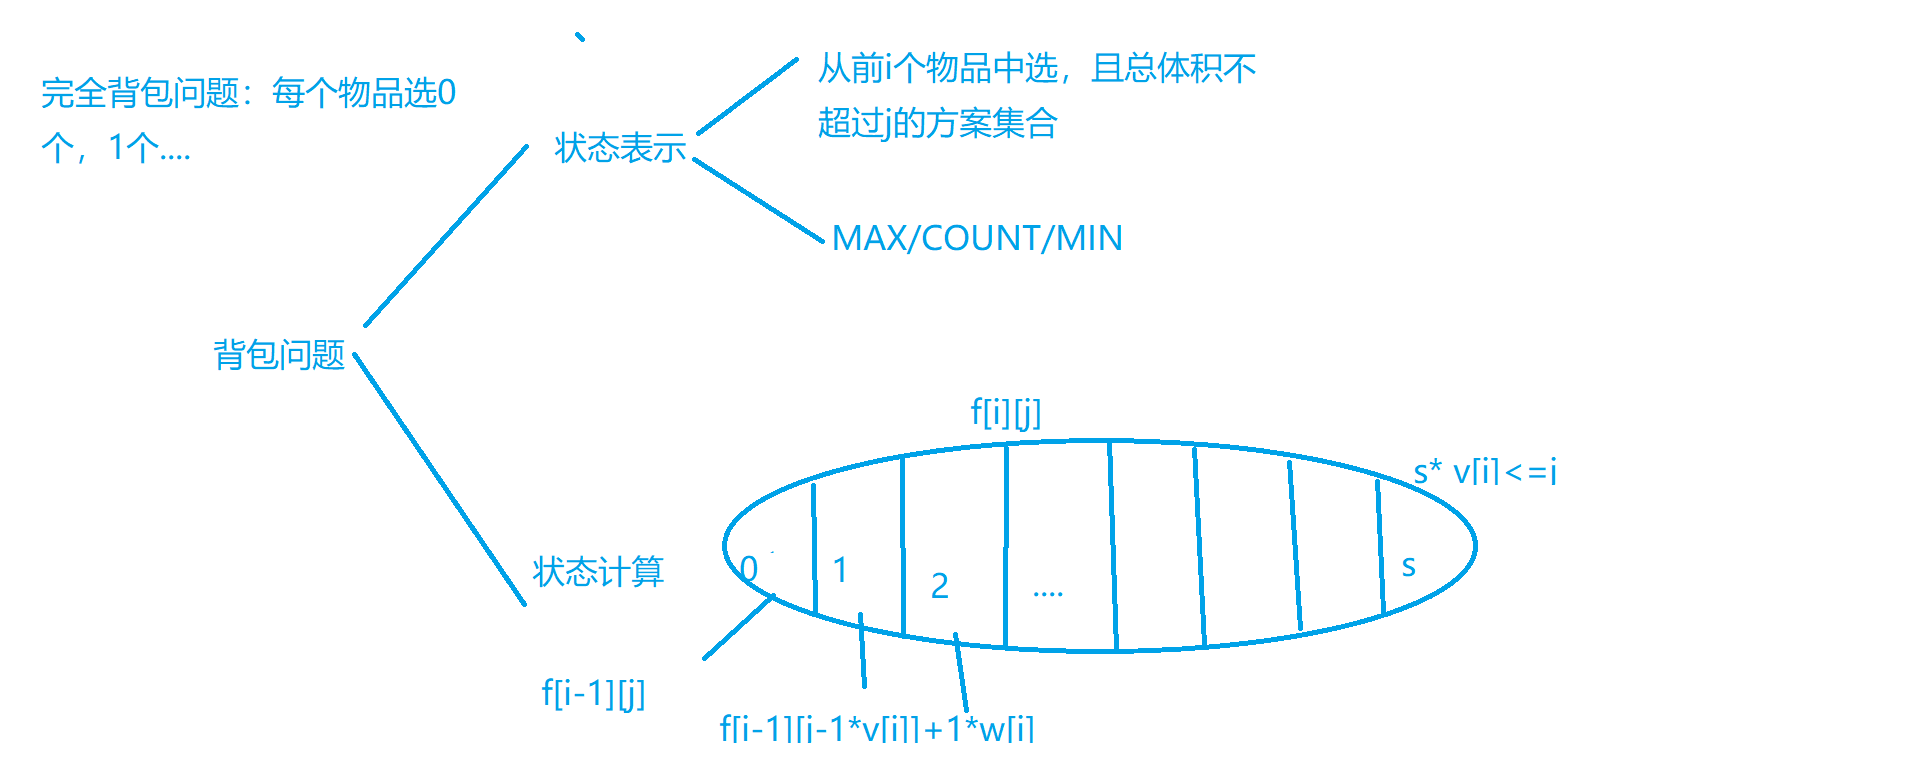 完全背包问题：每个物品选0
个，1个....
从前i个物品中选，且总体积不
超过j的方案集合
状态表示
MAX/COUNT/MIN
背包问题
f[i][j]
s* v[i]<=j
状态计算
0
1
2
....
s
f[i-1][j]
f[i-1][j-1*v[i]]+1*w[i]